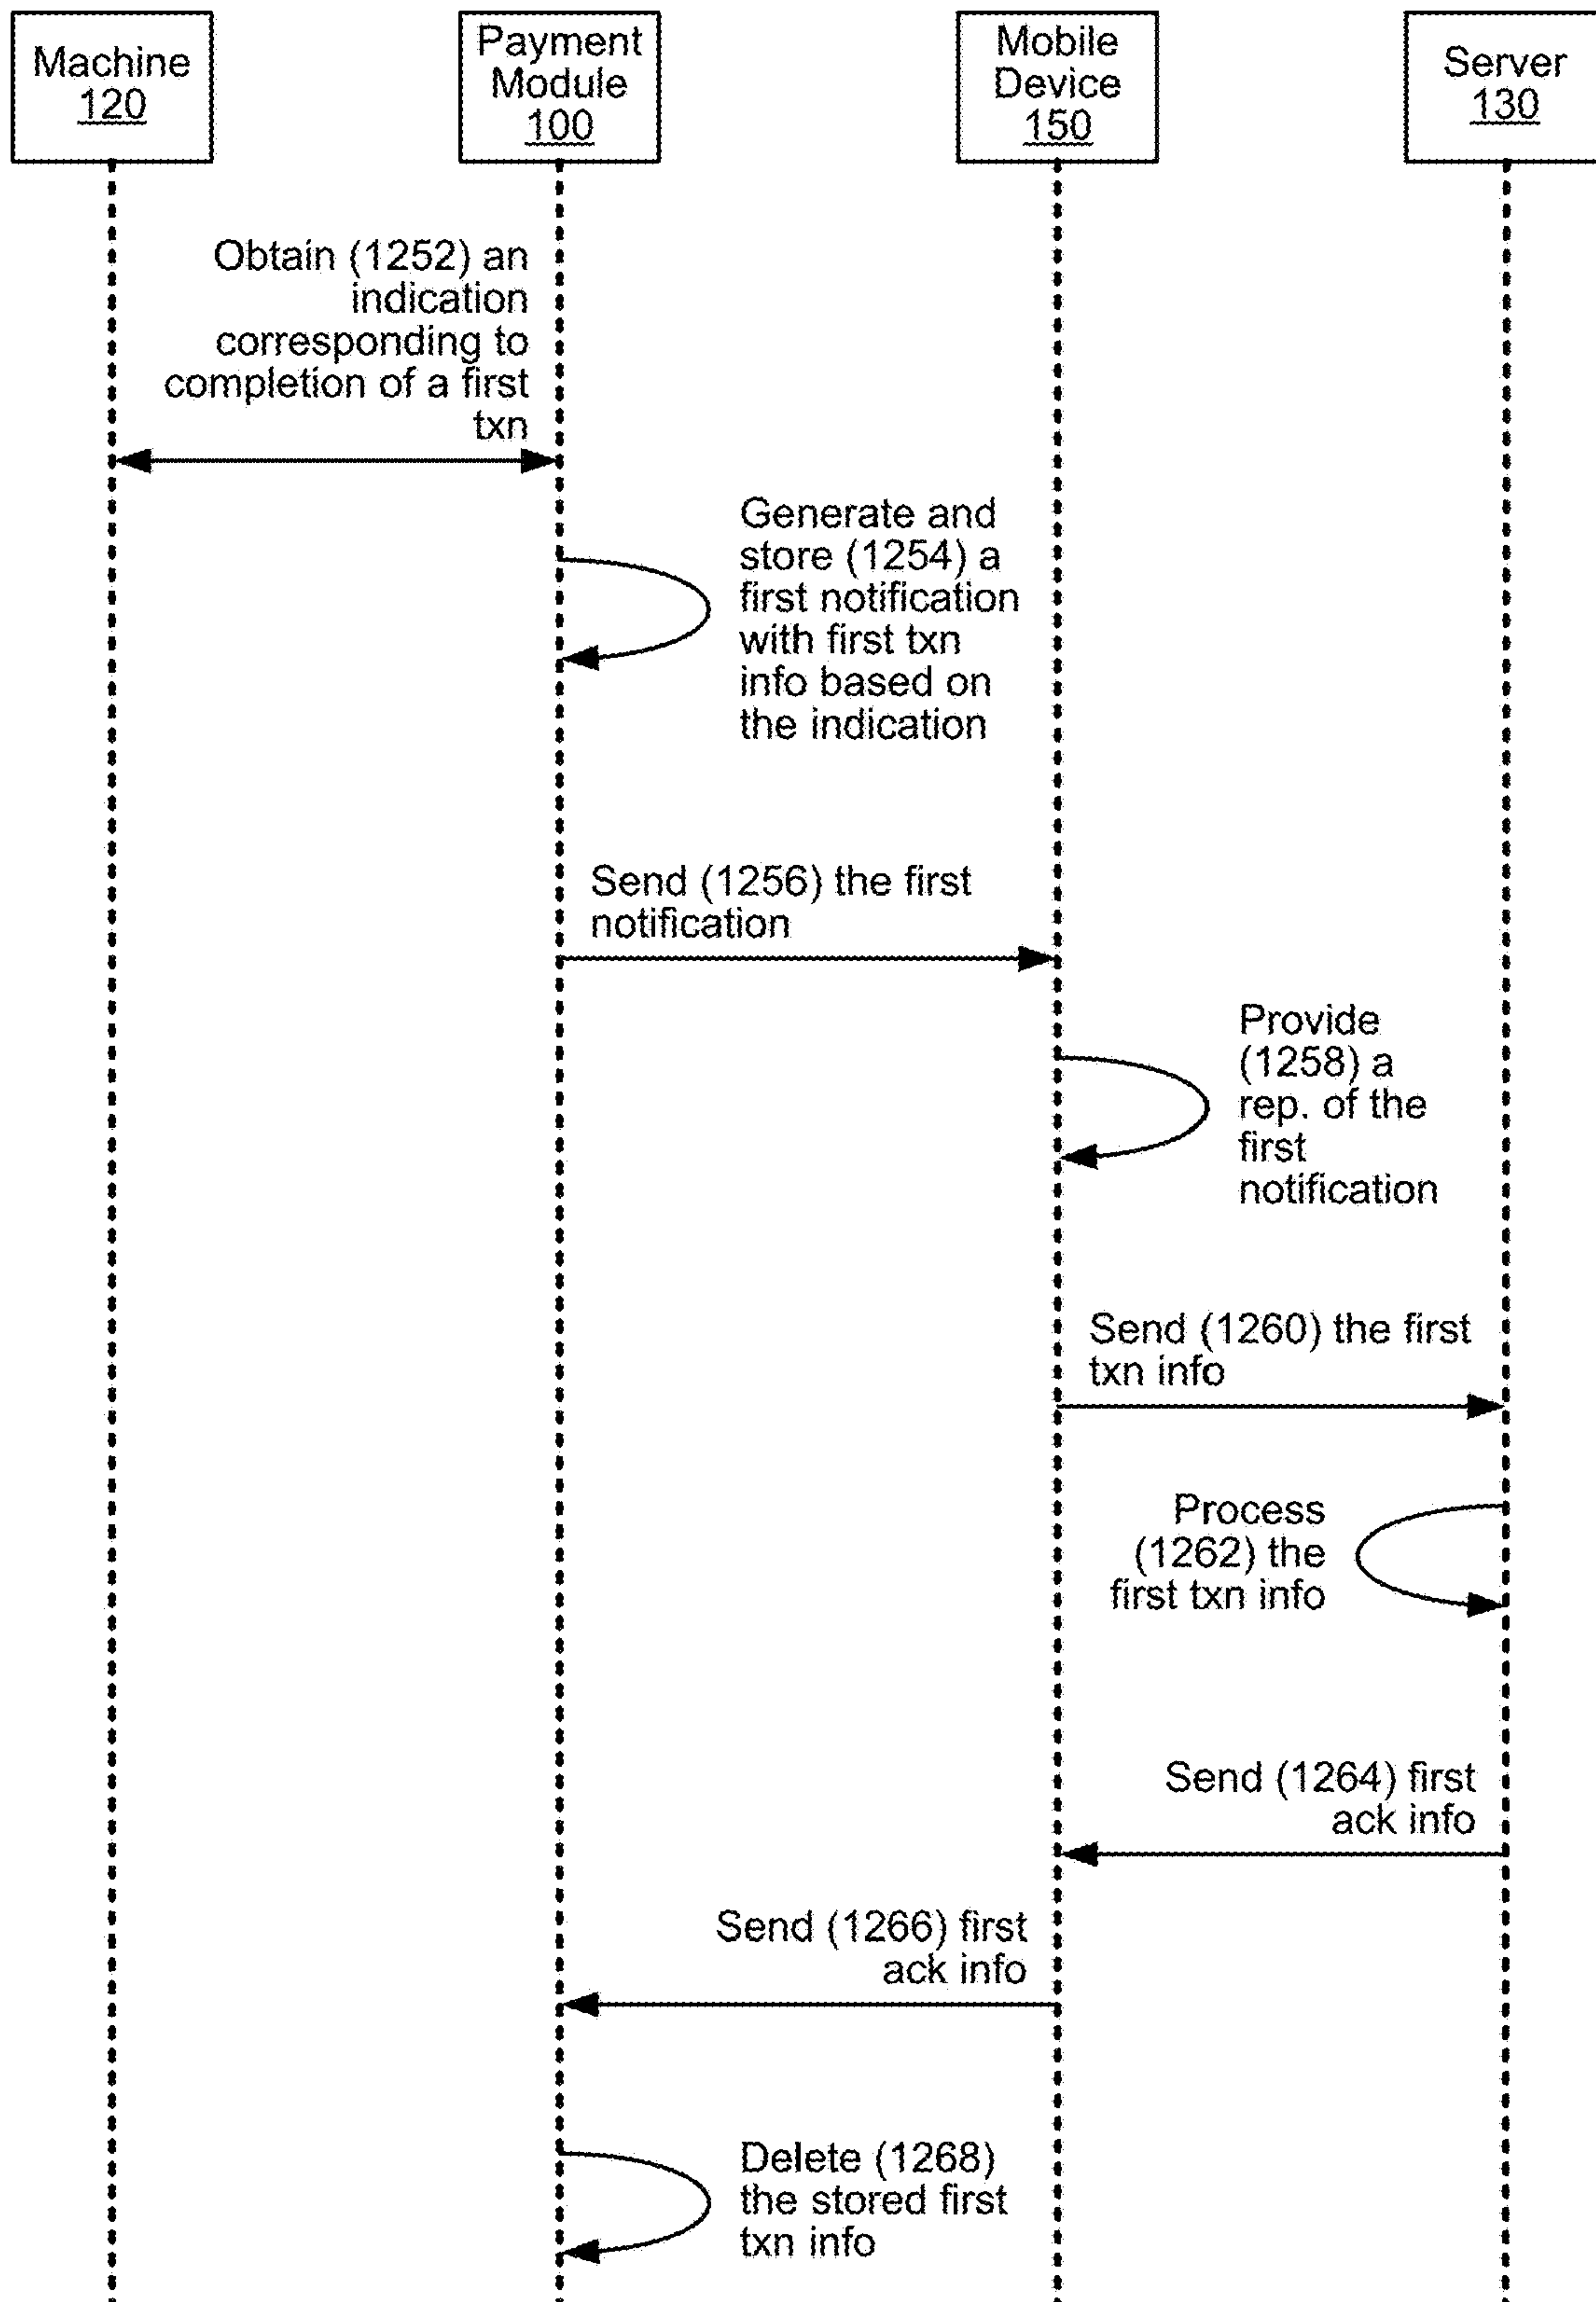 Machine
120
Payment
Module
100
Mobile
Device
150
Server
130
Obtain (1252) an
indication
corresponding to
completion of a first
txn
Generate and
store (1254) a
first notification
with first txn
info based on
the indication
Send (1256) the first
notification
Provide
(1258) a
rep. of the
first
notification
Send (1260) the first
txn info
Process
(1262) the
first txn info
Send (1264) first
ack info
Send (1266) first
ack info
Delete (1268)
the stored first
txn info